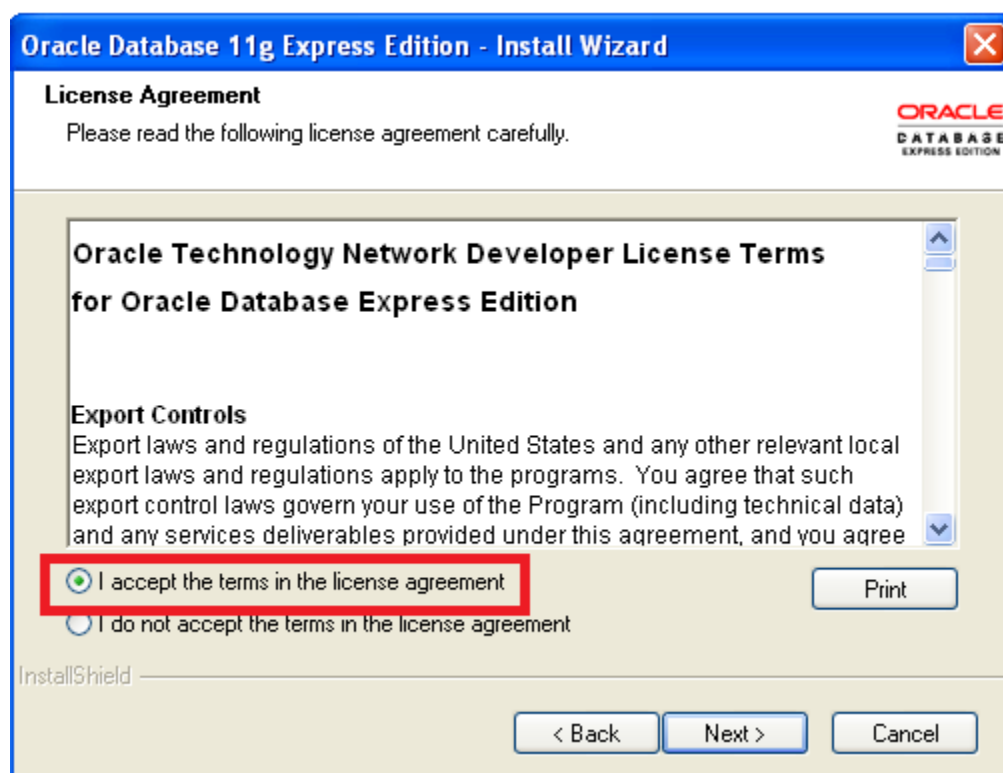 Oracle Database 11g Express Edition - Install Wizard
License Agreement
Please read the following license agreement carefully.
ORACLE
DATABASE
EXPRESS EDITION
Oracle Technology Network Developer License Terms
for Oracle Database Express Edition
Export Controls
Export laws and regulations of the United States and any other relevant local
export laws and regulations apply to the programs. You agree that such
export control laws govern your use of the Program (including technical data)
and any services deliverables provided under this agreement, and you agree
I accept the terms in the license agreement
Print
I do not accept the terms in the license agreement
InstallShield
< Back
Next >
Cancel